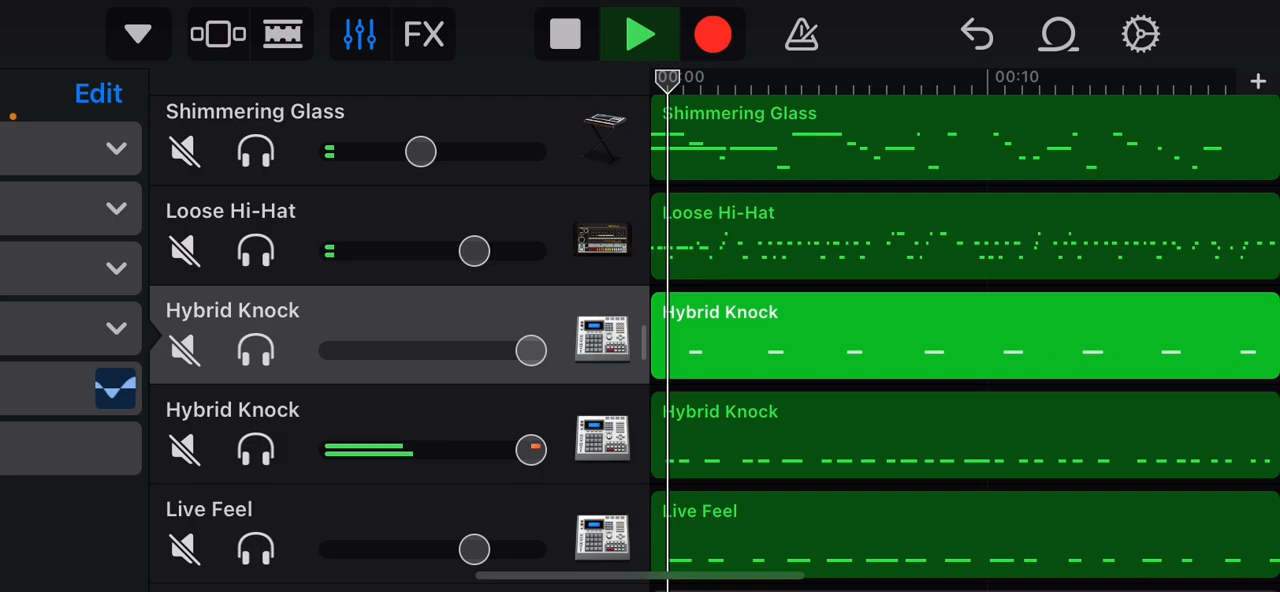 FX
Edit
00:00
00:10
+
Shimmering Glass
Shimmering Glass
Loose Hi-Hat
Loose Hi-Hat
Hybrid Knock
Hybrid Knock
Hybrid Knock
Hybrid Knock
Live Feel
Live Feel